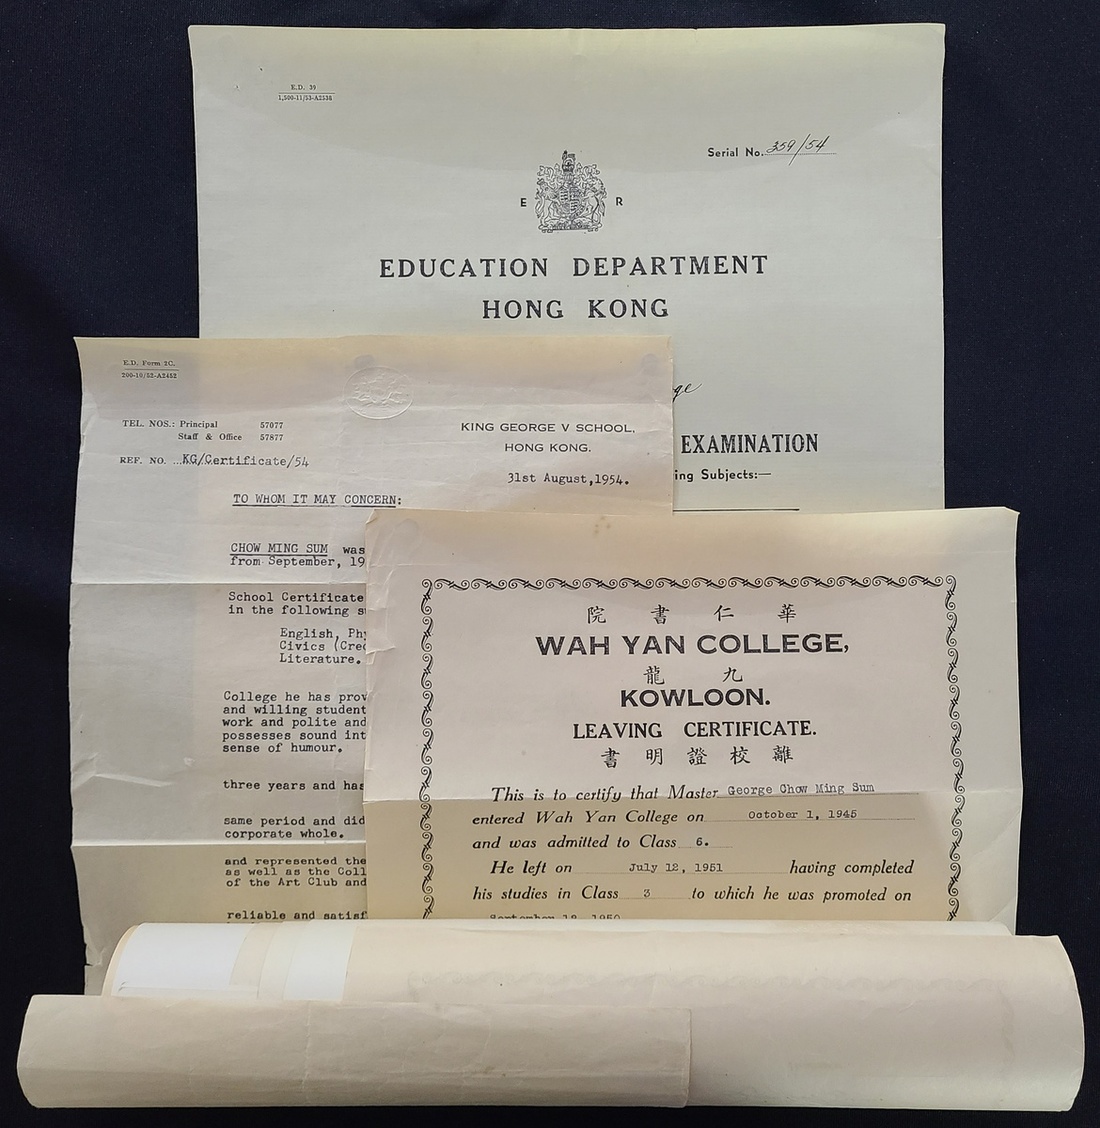 E.D. 39
1,500-11/53-A2538
Serial No. 359/54
E R
EDUCATION DEPARTMENT
HONG KONG
ge
EXAMINATION
ing Subjects:—
E.D. Form 2C.
200-10/52-A2452
TEL. NOS.: Principal 57077
Staff & Office 57877
REF. NO. ...KG/Certificate/54
KING GEORGE V SCHOOL,
HONG KONG.
31st August,1954.
TO WHOM IT MAY CONCERN:
CHOW MING SUM was
from September, 19
School Certificate
in the following s
English, Phy
Civics (Cred
Literature.
College he has prov
and willing student
work and polite and
possesses sound int
sense of humour.
three years and has
same period and did
corporate whole.
and represented the
as well as the Coll
of the Art Club and
reliable and satisf
院書仁華
WAH YAN COLLEGE,
龍九
KOWLOON.
LEAVING CERTIFICATE.
書明證校離
This is to certify that Master George Chow Ming Sum
entered Wah Yan College on October 1, 1945
and was admitted to Class 6.
He left on July 12, 1951 having completed
his studies in Class 3 to which he was promoted on
September 12, 1950